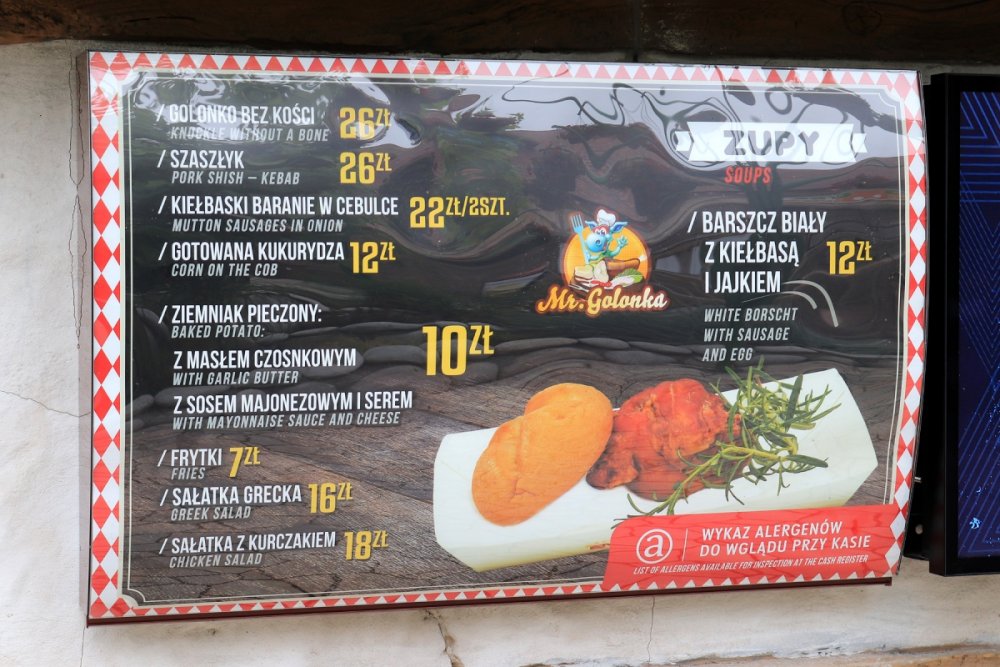 / GOLONKO BEZ KOŚCI 26ZŁ
KNUCKLE WITHOUT A BONE
/ SZASZŁYK 26ZŁ
PORK SHISH – KEBAB
/ KIEŁBASKI BARANIE W CEBULCE 22ZŁ/2SZT.
MUTTON SAUSAGES IN ONION
/ GOTOWANA KUKURYDZA 12ZŁ
CORN ON THE COB
/ ZIEMNIAK PIECZONY:
BAKED POTATO:
10ZŁ
Z MASŁEM CZOSNKOWYM
WITH GARLIC BUTTER
Z SOSEM MAJONEZOWYM I SEREM
WITH MAYONNAISE SAUCE AND CHEESE
/ FRYTKI 7ZŁ
FRIES
/ SAŁATKA GRECKA 16ZŁ
GREEK SALAD
/ SAŁATKA Z KURCZAKIEM 18ZŁ
CHICKEN SALAD
Mr. Golonka
ZUPY
SOUPS
/ BARSZCZ BIAŁY
Z KIEŁBASĄ 12ZŁ
I JAJKIEM
WHITE BORSCHT
WITH SAUSAGE
AND EGG
a
WYKAZ ALERGENÓW
DO WGLĄDU PRZY KASIE
LIST OF ALLERGENS AVAILABLE FOR INSPECTION AT THE CASH REGISTER